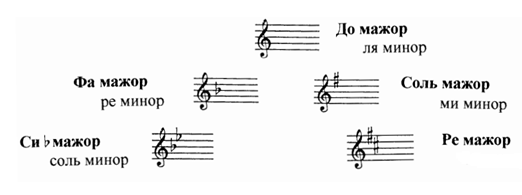 До мажор
ля минор
Фа мажор
ре минор
Соль мажор
ми минор
Си♭мажор
соль минор
Ре мажор